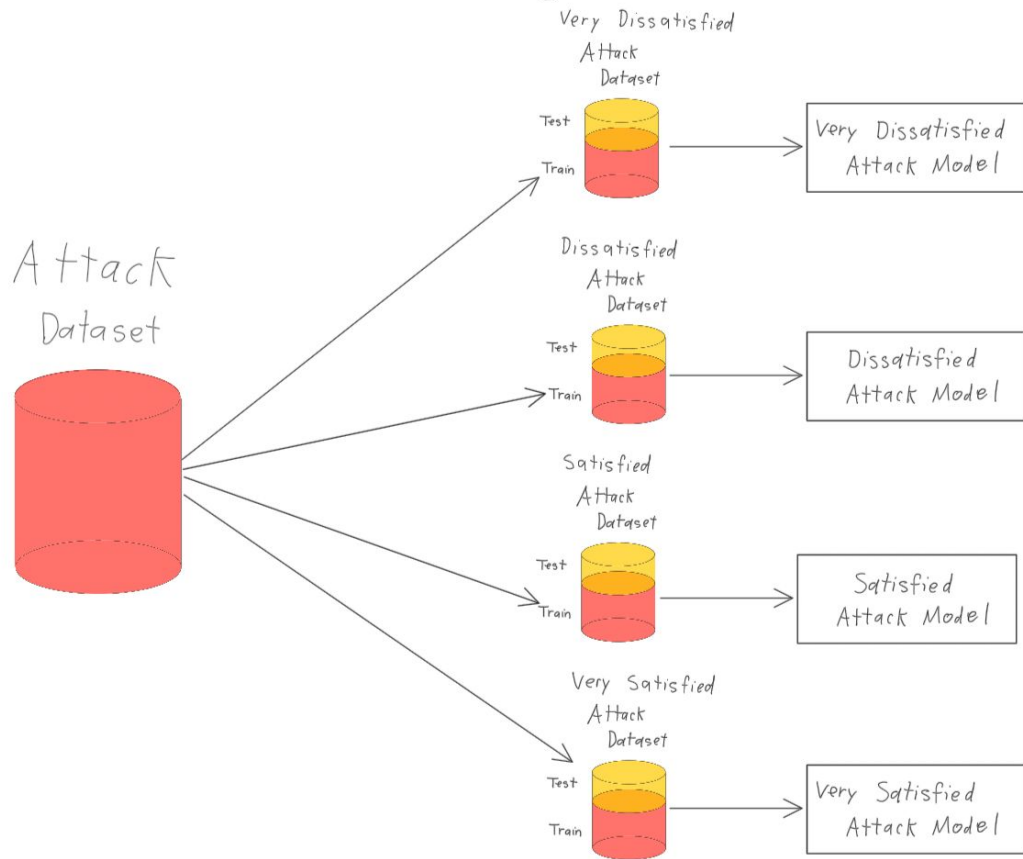 Very Dissatisfied
Attack
Dataset
Test
Train
Very Dissatisfied
Attack Model
Attack
Dataset
Dissatisfied
Attack
Dataset
Test
Train
Dissatisfied
Attack Model
Satisfied
Attack
Dataset
Test
Train
Satisfied
Attack Model
Very Satisfied
Attack
Dataset
Test
Train
Very Satisfied
Attack Model